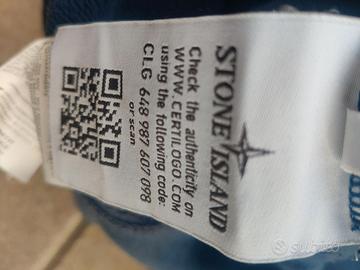 STONE ISLAND
Check the authenticity on
WWW.CERTILOGO.COM
using the following code:
CLG 648 987 607 098
or scan
subito